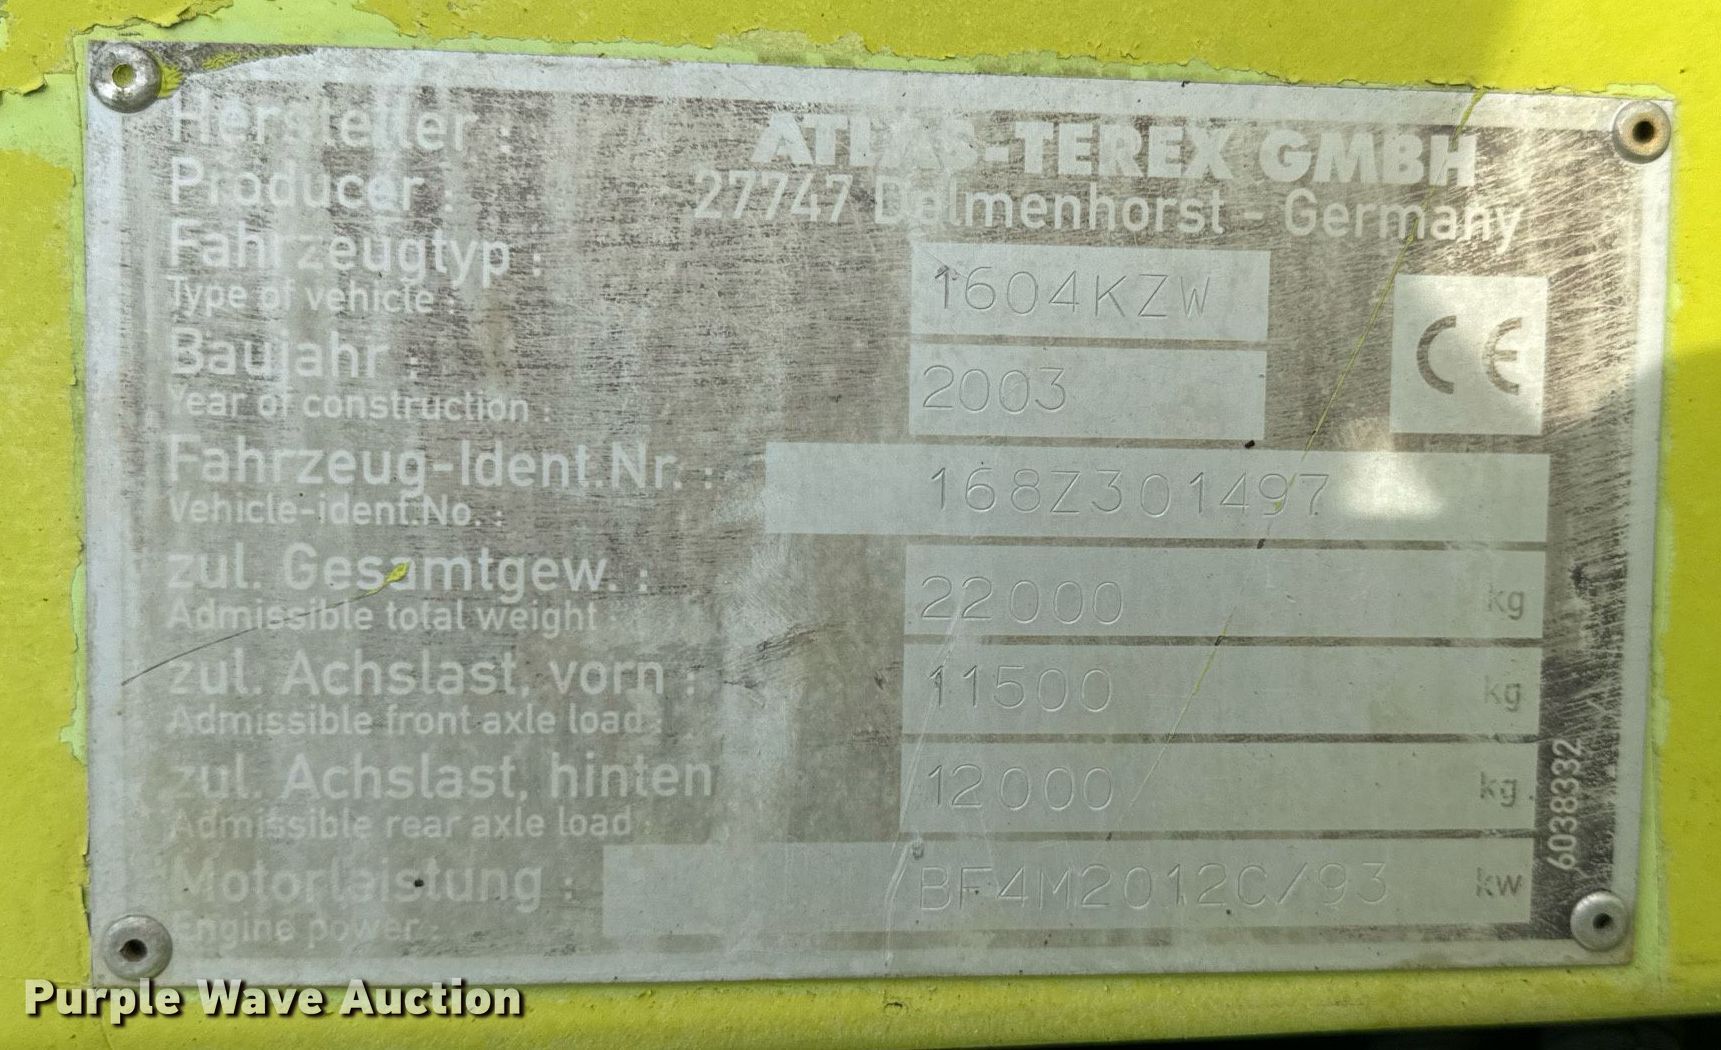 Hersteller : ATLAS-TEREX GMBH
Producer : 27747 Delmenhorst - Germany
Fahrzeugtyp : 1604KZW
Type of vehicle :
CE
Baujahr : 2003
Year of construction :
Fahrzeug-Ident.Nr. : 168Z301497
Vehicle-ident.No. :
zul. Gesamtgew. : 22000 kg
Admissible total weight :
zul. Achslast, vorn : 11500 kg
Admissible front axle load :
zul. Achslast, hinten 12000 kg
Admissible rear axle load :
Motorleistung : BF4M2012C/93 kw
Engine power :
6038332
Purple Wave Auction